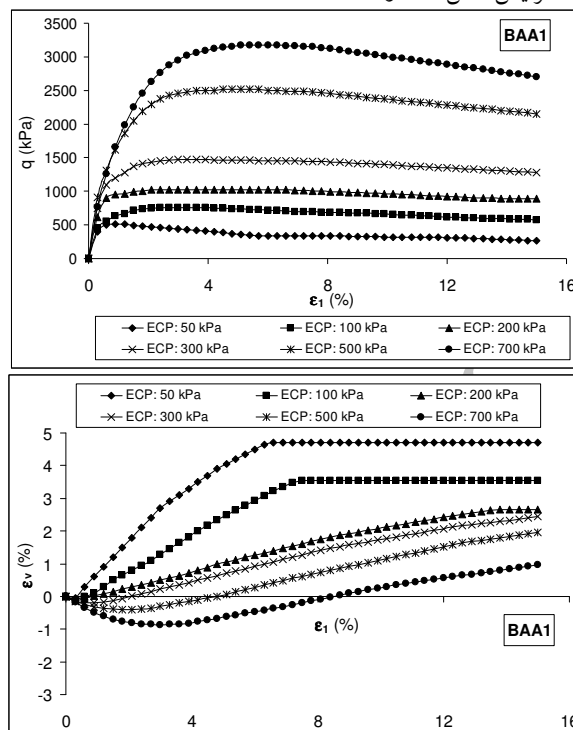 BAA1
3500
3000
2500
2000
1500
1000
500
0
q (kPa)
0 4 8 12 16
ε₁ (%)
ECP: 50 kPa ECP: 100 kPa ECP: 200 kPa
ECP: 300 kPa ECP: 500 kPa ECP: 700 kPa
ECP: 50 kPa ECP: 100 kPa ECP: 200 kPa
ECP: 300 kPa ECP: 500 kPa ECP: 700 kPa
5
4
3
2
1
0
-1
-2
-3
εv (%)
ε₁ (%)
BAA1
0 4 8 12 16